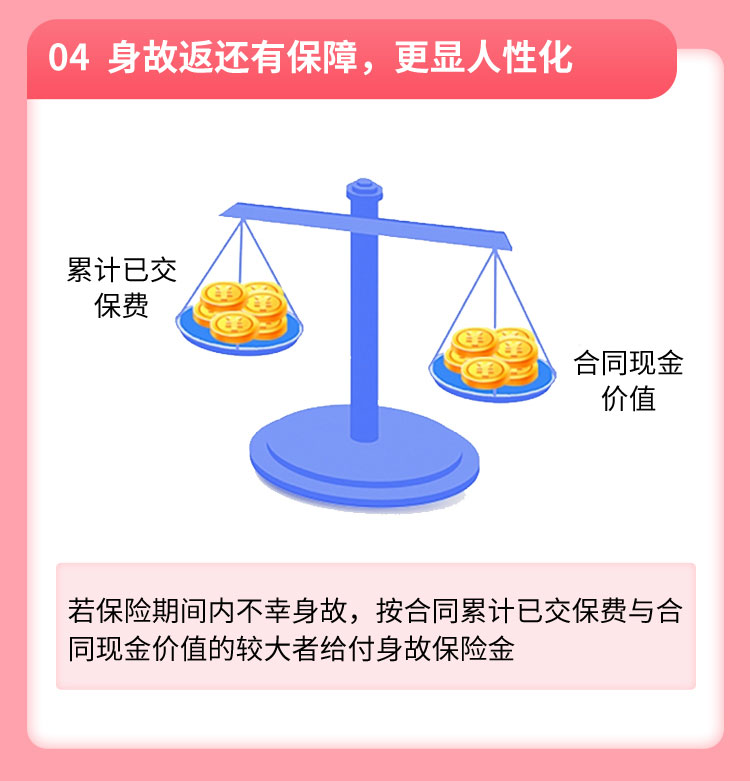 04 身故返还有保障，更显人性化
累计已交
保费
合同现金
价值
若保险期间内不幸身故，按合同累计已交保费与合
同现金价值的较大者给付身故保险金